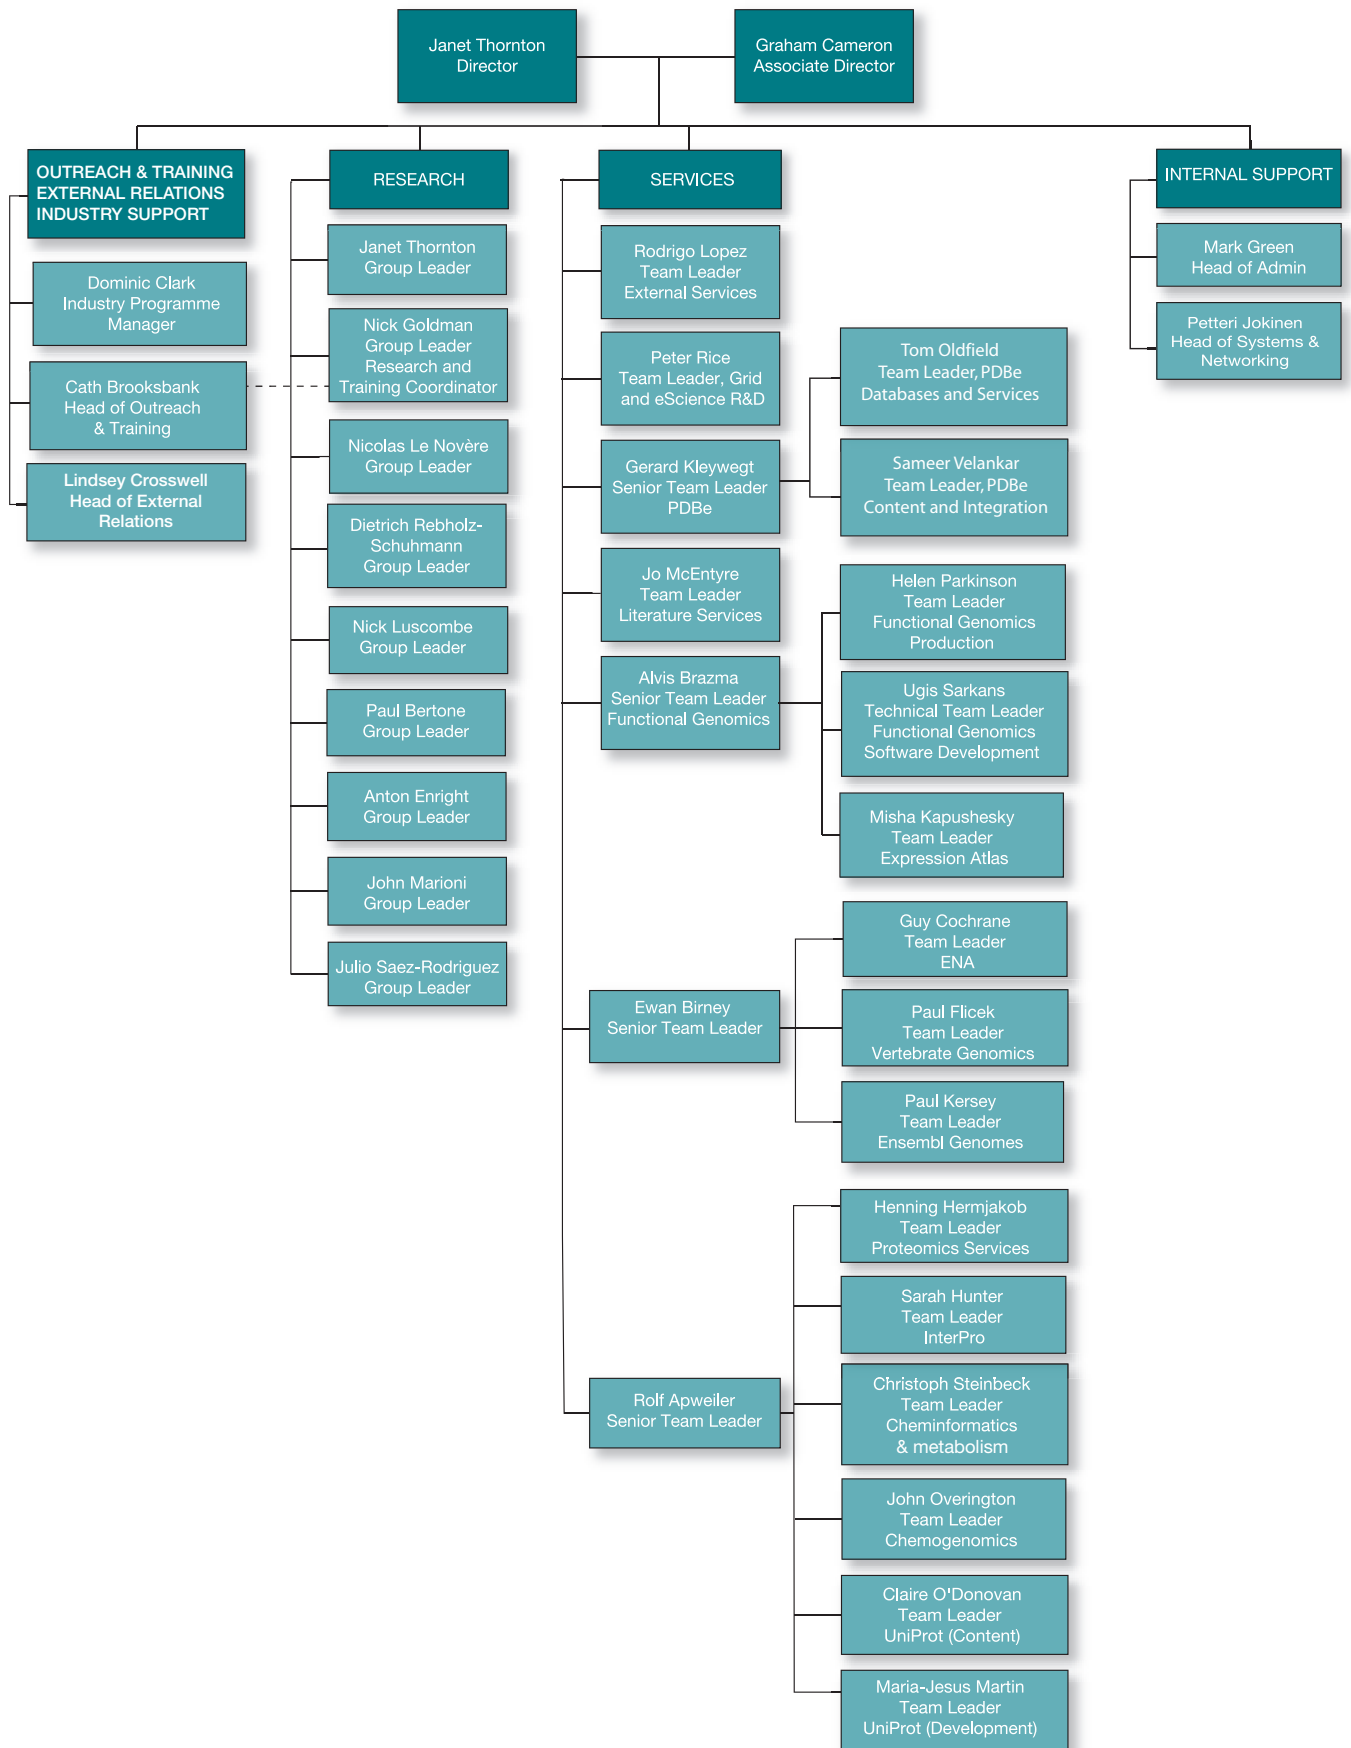 Janet Thornton
Director
Graham Cameron
Associate Director
OUTREACH & TRAINING
EXTERNAL RELATIONS
INDUSTRY SUPPORT
Dominic Clark
Industry Programme
Manager
Cath Brooksbank
Head of Outreach
& Training
Lindsey Crosswell
Head of External
Relations
RESEARCH
Janet Thornton
Group Leader
Nick Goldman
Group Leader
Research and
Training Coordinator
Nicolas Le Novère
Group Leader
Dietrich Rebholz-
Schuhmann
Group Leader
Nick Luscombe
Group Leader
Paul Bertone
Group Leader
Anton Enright
Group Leader
John Marioni
Group Leader
Julio Saez-Rodriguez
Group Leader
SERVICES
Rodrigo Lopez
Team Leader
External Services
Peter Rice
Team Leader, Grid
and eScience R&D
Gerard Kleywegt
Senior Team Leader
PDBe
Tom Oldfield
Team Leader, PDBe
Databases and Services
Sameer Velankar
Team Leader, PDBe
Content and Integration
Jo McEntyre
Team Leader
Literature Services
Alvis Brazma
Senior Team Leader
Functional Genomics
Helen Parkinson
Team Leader
Functional Genomics
Production
Ugis Sarkans
Technical Team Leader
Functional Genomics
Software Development
Misha Kapushesky
Team Leader
Expression Atlas
Ewan Birney
Senior Team Leader
Guy Cochrane
Team Leader
ENA
Paul Flicek
Team Leader
Vertebrate Genomics
Paul Kersey
Team Leader
Ensembl Genomes
Rolf Apweiler
Senior Team Leader
Henning Hermjakob
Team Leader
Proteomics Services
Sarah Hunter
Team Leader
InterPro
Christoph Steinbeck
Team Leader
Cheminformatics
& metabolism
John Overington
Team Leader
Chemogenomics
Claire O'Donovan
Team Leader
UniProt (Content)
Maria-Jesus Martin
Team Leader
UniProt (Development)
INTERNAL SUPPORT
Mark Green
Head of Admin
Petteri Jokinen
Head of Systems &
Networking